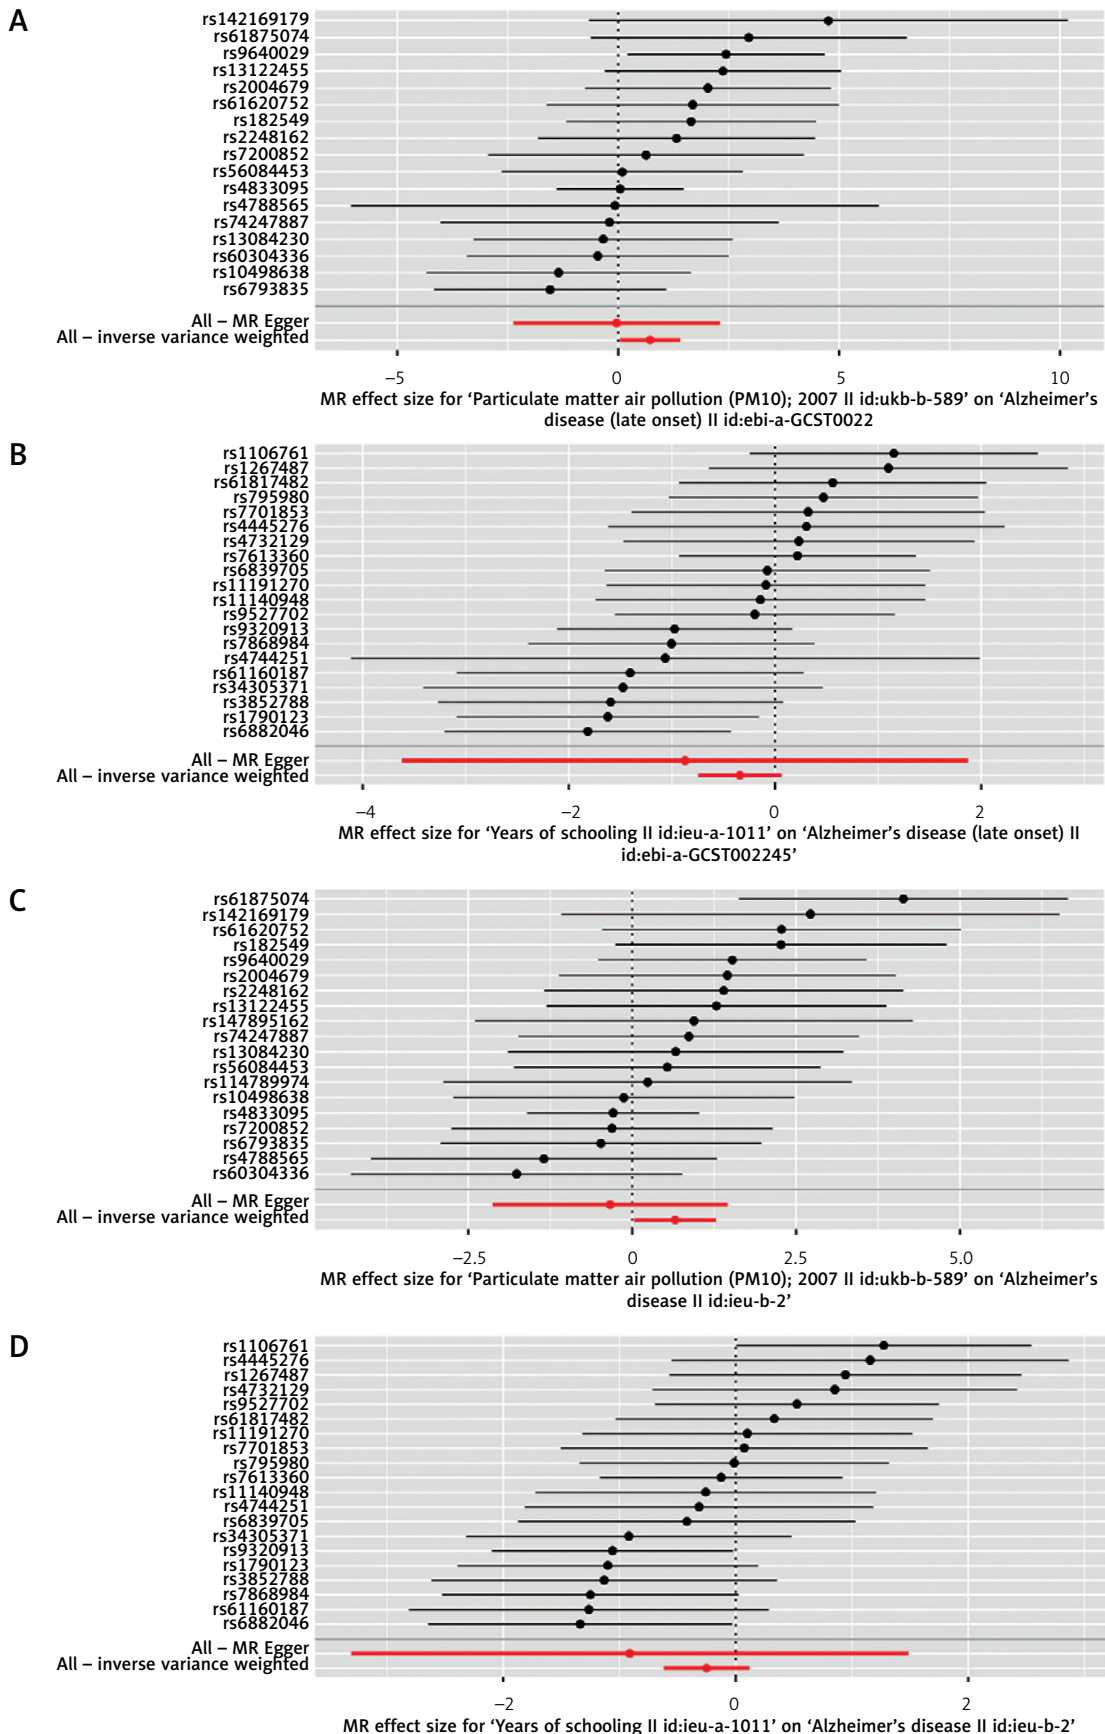 A
rs142169179
rs61875074
rs9640029
rs13122455
rs2004679
rs61620752
rs182549
rs2248162
rs7200852
rs56084453
rs4833095
rs4788565
rs74247887
rs13084230
rs60304336
rs10498638
rs6793835
All – MR Egger
All – inverse variance weighted
–5 0 5 10
MR effect size for ‘Particulate matter air pollution (PM10); 2007 II id:ukb-b-589’ on ‘Alzheimer’s
disease (late onset) II id:ebi-a-GCST0022
B
rs1106761
rs1267487
rs61817482
rs795980
rs7701853
rs4445276
rs4732129
rs7613360
rs6839705
rs11191270
rs11140948
rs9527702
rs9320913
rs7868984
rs4744251
rs61160187
rs34305371
rs3852788
rs1790123
rs6882046
All – MR Egger
All – inverse variance weighted
–4 –2 0 2
MR effect size for ‘Years of schooling II id:ieu-a-1011’ on ‘Alzheimer’s disease (late onset) II
id:ebi-a-GCST002245’
C
rs61875074
rs142169179
rs61620752
rs182549
rs9640029
rs2004679
rs2248162
rs13122455
rs147895162
rs74247887
rs13084230
rs56084453
rs114789974
rs10498638
rs4833095
rs7200852
rs6793835
rs4788565
rs60304336
All – MR Egger
All – inverse variance weighted
–2.5 0 2.5 5.0
MR effect size for ‘Particulate matter air pollution (PM10); 2007 II id:ukb-b-589’ on ‘Alzheimer’s
disease II id:ieu-b-2’
D
rs1106761
rs4445276
rs1267487
rs4732129
rs9527702
rs61817482
rs11191270
rs7701853
rs795980
rs7613360
rs11140948
rs4744251
rs6839705
rs34305371
rs9320913
rs1790123
rs3852788
rs7868984
rs61160187
rs6882046
All – MR Egger
All – inverse variance weighted
–2 0 2
MR effect size for ‘Years of schooling II id:ieu-a-1011’ on ‘Alzheimer’s disease II id:ieu-b-2’